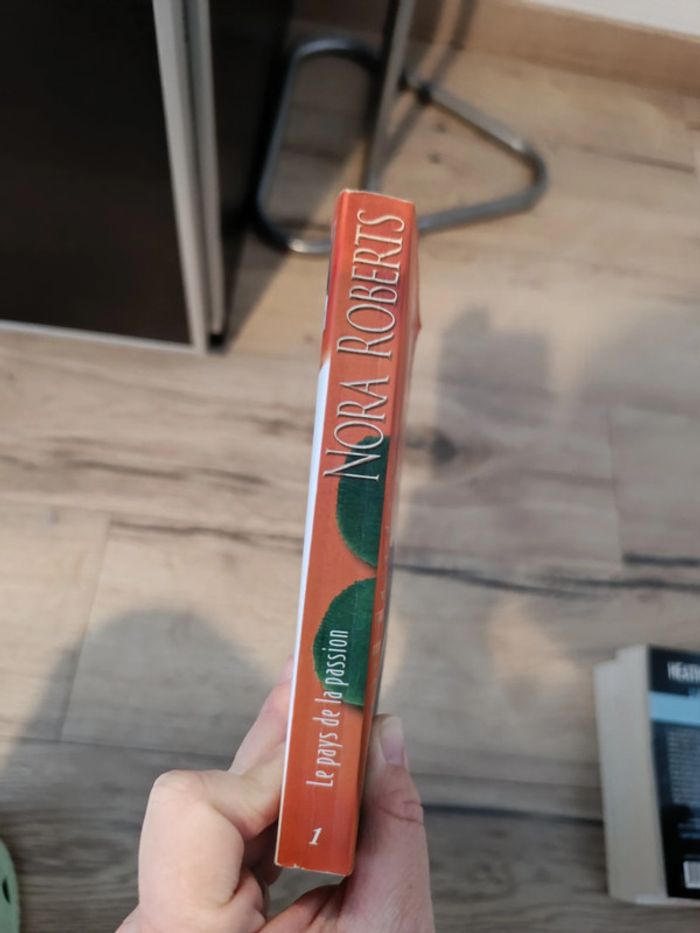 NORA ROBERTS
Le pays de la passion
1